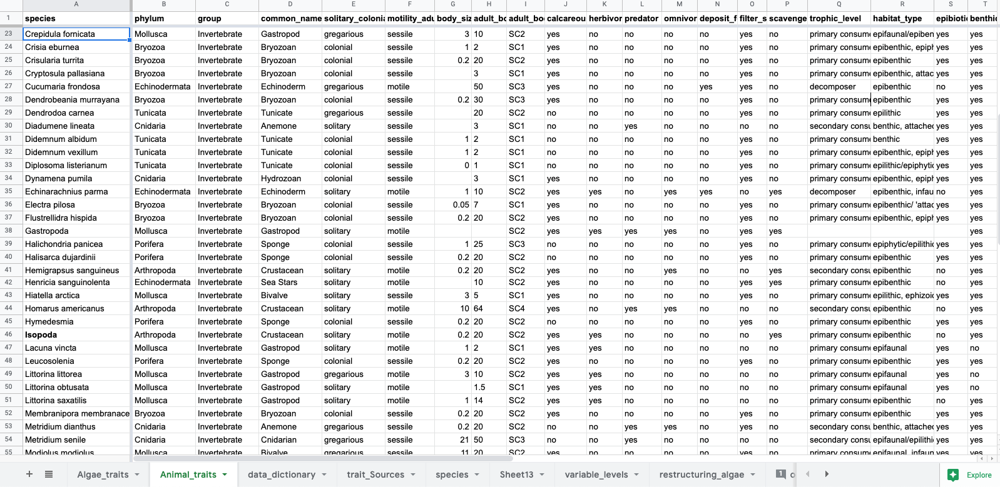 A B C D E F G H I J K L M N O P Q R S T
1 species phylum group common_name solitary_colonia motility_adu body_siz adult_bo adult_bo calcareou herbivor predator omnivor deposit_f filter_s scavenge trophic_level habitat_type epibioti benthic
23 Crepidula fornicata Mollusca Invertebrate Gastropod gregarious sessile 3 10 SC2 yes no no no no yes no primary consume epifaunal/epiben yes yes
24 Crisia eburnea Bryozoa Invertebrate Bryozoan colonial sessile 1 2 SC1 yes no no no no yes no primary consume epibenthic, epiph yes yes
25 Crisularia turrita Bryozoa Invertebrate Bryozoan colonial sessile 0.2 20 SC2 yes no no no no yes no primary consume epibenthic yes yes
26 Cryptosula pallasiana Bryozoa Invertebrate Bryozoan colonial sessile 3 SC1 yes no no no no yes no primary consume epibenthic, attac yes yes
27 Cucumaria frondosa Echinodermata Invertebrate Echinoderm gregarious motile 50 SC3 yes no no no yes yes no decomposer epibenthic no yes
28 Dendrobeania murrayana Bryozoa Invertebrate Bryozoan colonial sessile 0.2 30 SC3 yes no no no no yes no primary consume epibenthic yes yes
29 Dendrodoa carnea Tunicata Invertebrate Tunicate gregarious sessile 20 SC2 no no no no no yes no primary consume epilithic yes yes
30 Diadumene lineata Cnidaria Invertebrate Anemone solitary sessile 3 SC1 no no yes no no no no secondary consu benthic, attached yes yes
31 Didemnum albidum Tunicata Invertebrate Tunicate colonial sessile 1 2 SC1 no no no no no yes no primary consume benthic yes yes
32 Didemnum vexillum Tunicata Invertebrate Tunicate colonial sessile 1 2 SC1 no no no no no yes no primary consume epibenthic, epiph yes yes
33 Diplosoma listerianum Tunicata Invertebrate Tunicate colonial sessile 0 1 SC1 no no no no no yes no primary consume epilithic/epiphytic yes yes
34 Dynamena pumila Cnidaria Invertebrate Hydrozoan colonial sessile 3 SC1 yes no no no no yes no primary consume epibenthic, epiph yes yes
35 Echinarachnius parma Echinodermata Invertebrate Echinoderm solitary motile 1 10 SC2 yes yes no yes yes no yes decomposer epibenthic, infau no yes
36 Electra pilosa Bryozoa Invertebrate Bryozoan colonial sessile 0.05 7 SC1 yes no no no no yes no primary consume epibenthic/ 'attac yes yes
37 Flustrellidra hispida Bryozoa Invertebrate Bryozoan colonial sessile 0.2 20 SC2 yes no no no no yes no primary consume epibenthic, epiph yes yes
38 Gastropoda Mollusca Invertebrate Gastropod solitary motile SC2 yes yes yes yes no yes yes yes
39 Halichondria panicea Porifera Invertebrate Sponge colonial sessile 1 25 SC3 no no no no no yes no primary consume epiphytic/epilithic yes yes
40 Halisarca dujardinii Porifera Invertebrate Sponge colonial sessile 0.2 20 SC2 no no no no no yes no primary consume epibenthic yes yes
41 Hemigrapsus sanguineus Arthropoda Invertebrate Crustacean solitary motile 0.2 20 SC2 yes no no yes no no yes secondary consu epibenthic no yes
42 Henricia sanguinolenta Echinodermata Invertebrate Sea Stars solitary motile 10 SC2 yes no no no no yes yes primary consume epibenthic no yes
43 Hiatella arctica Mollusca Invertebrate Bivalve solitary sessile 3 5 SC1 yes no no no no yes no primary consume epilithic, ephizoic yes yes
44 Homarus americanus Arthropoda Invertebrate Crustacean solitary motile 10 64 SC4 yes no yes yes no no no secondary consu epibenthic no yes
45 Hymedesmia Porifera Invertebrate Sponge colonial sessile 0.2 20 SC2 no no no no no yes no primary consume epibenthic yes yes
46 Isopoda Arthropoda Invertebrate Crustacean solitary motile 0.2 20 SC2 yes yes no no no no yes primary consume epibenthic no yes
47 Lacuna vincta Mollusca Invertebrate Gastropod solitary motile 1 2 SC1 yes yes no no no no no primary consume epifaunal yes no
48 Leucosolenia Porifera Invertebrate Sponge colonial sessile 0.2 20 SC2 yes no no no no yes no primary consume epibenthic yes yes
49 Littorina littorea Mollusca Invertebrate Gastropod gregarious motile 3 10 SC2 yes yes no no no no no primary consume epifaunal yes no
50 Littorina obtusata Mollusca Invertebrate Gastropod solitary motile 1.5 SC1 yes yes no no no no no primary consume epifaunal yes no
51 Littorina saxatilis Mollusca Invertebrate Gastropod solitary motile 1 14 SC2 yes yes no no no no no primary consume epibenthic no yes
52 Membranipora membranace Bryozoa Invertebrate Bryozoan colonial sessile 0.2 20 SC2 yes no no no no yes no primary consume epibenthic yes yes
53 Metridium dianthus Cnidaria Invertebrate Anemone gregarious sessile 0.2 20 SC2 no no yes yes no yes no secondary consu benthic, attached yes yes
54 Metridium senile Cnidaria Invertebrate Cnidarian gregarious sessile 21 50 SC3 no no yes no no no no secondary consu epifaunal/epilithi yes yes
55 Modiolus modiolus Mollusca Invertebrate Bivalve gregarious sessile 11 20 SC2 yes no no no no yes no primary consume epifaunal, infaun yes yes
+ Algae_traits Animal_traits data_dictionary trait_Sources species Sheet13 variable_levels restructuring_algae 1 o Explore